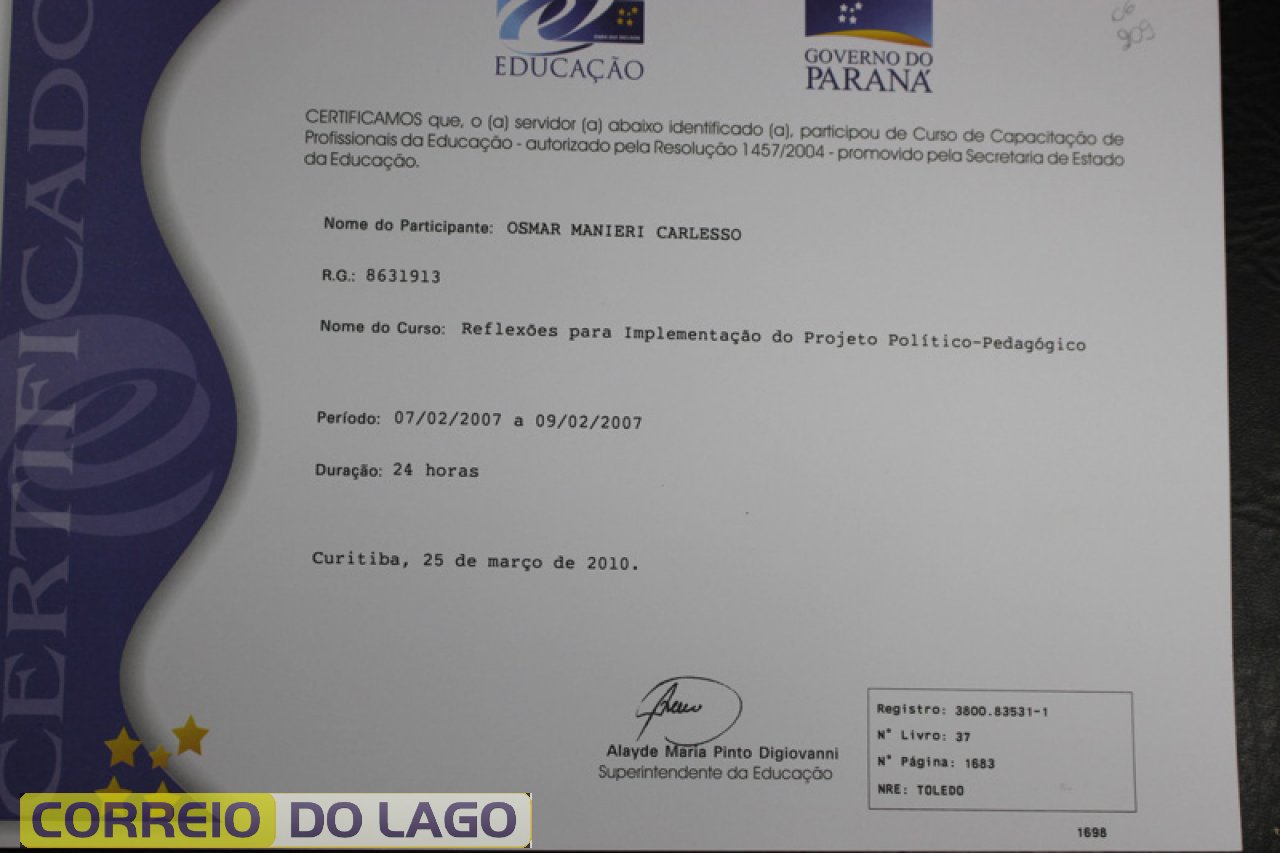 CERTIFICADO
EDUCAÇÃO
GOVERNO DO
PARANÁ
CERTIFICAMOS que, o (a) servidor (a) abaixo identificado (a), participou de Curso de Capacitação de
Profissionais da Educação - autorizado pela Resolução 1457/2004 - promovido pela Secretaria de Estado
da Educação.
Nome do Participante: OSMAR MANIERI CARLESSO
R.G.: 8631913
Nome do Curso: Reflexões para Implementação do Projeto Político-Pedagógico
Período: 07/02/2007 a 09/02/2007
Duração: 24 horas
Curitiba, 25 de março de 2010.
Alayde Maria Pinto Digiovanni
Superintendente da Educação
Registro: 3800.83531-1
N° Livro: 37
N° Página: 1683
NRE: TOLEDO
1698
CORREIO DO LAGO